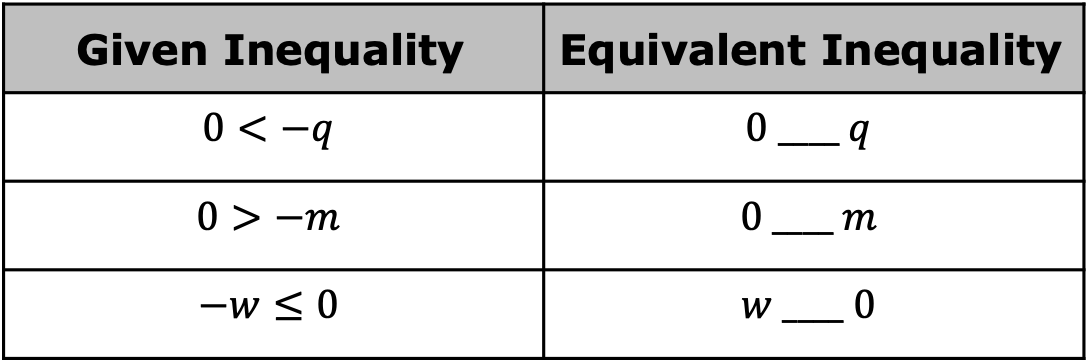 Given Inequality Equivalent Inequality
0 < −q 0 ___ q
0 > −m 0 ___ m
−w ≤ 0 w ___ 0